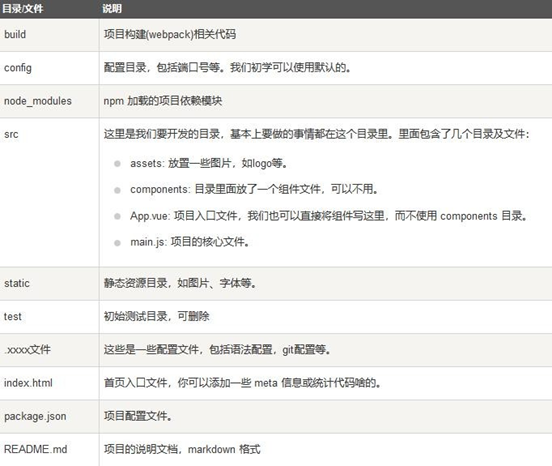 目录/文件 说明
build 项目构建(webpack)相关代码
config 配置目录，包括端口号等。我们初学可以使用默认的。
node_modules npm 加载的项目依赖模块
src 这里是我们要开发的目录，基本上要做的事情都在这个目录里。里面包含了几个目录及文件：
assets: 放置一些图片，如logo等。
components: 目录里面放了一个组件文件，可以不用。
App.vue: 项目入口文件，我们也可以直接将组件写这里，而不使用 components 目录。
main.js: 项目的核心文件。
static 静态资源目录，如图片、字体等。
test 初始测试目录，可删除
.xxxx文件 这些是一些配置文件，包括语法配置，git配置等。
index.html 首页入口文件，你可以添加一些 meta 信息或统计代码啥的。
package.json 项目配置文件。
README.md 项目的说明文档，markdown 格式